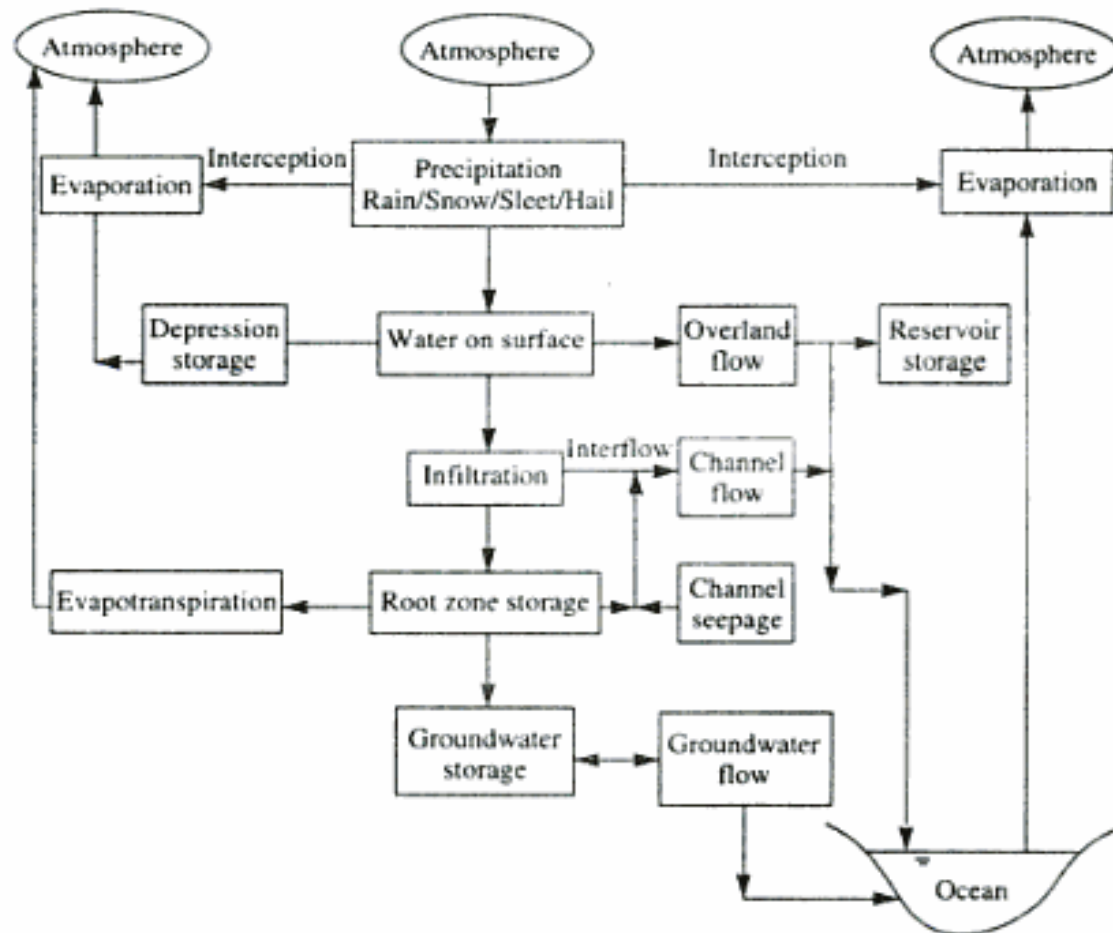 Atmosphere
Atmosphere
Atmosphere
Interception
Interception
Evaporation
Precipitation
Rain/Snow/Sleet/Hail
Evaporation
Depression
storage
Water on surface
Overland
flow
Reservoir
storage
Infiltration
Interflow
Channel
flow
Evapotranspiration
Root zone storage
Channel
seepage
Groundwater
storage
Groundwater
flow
Ocean